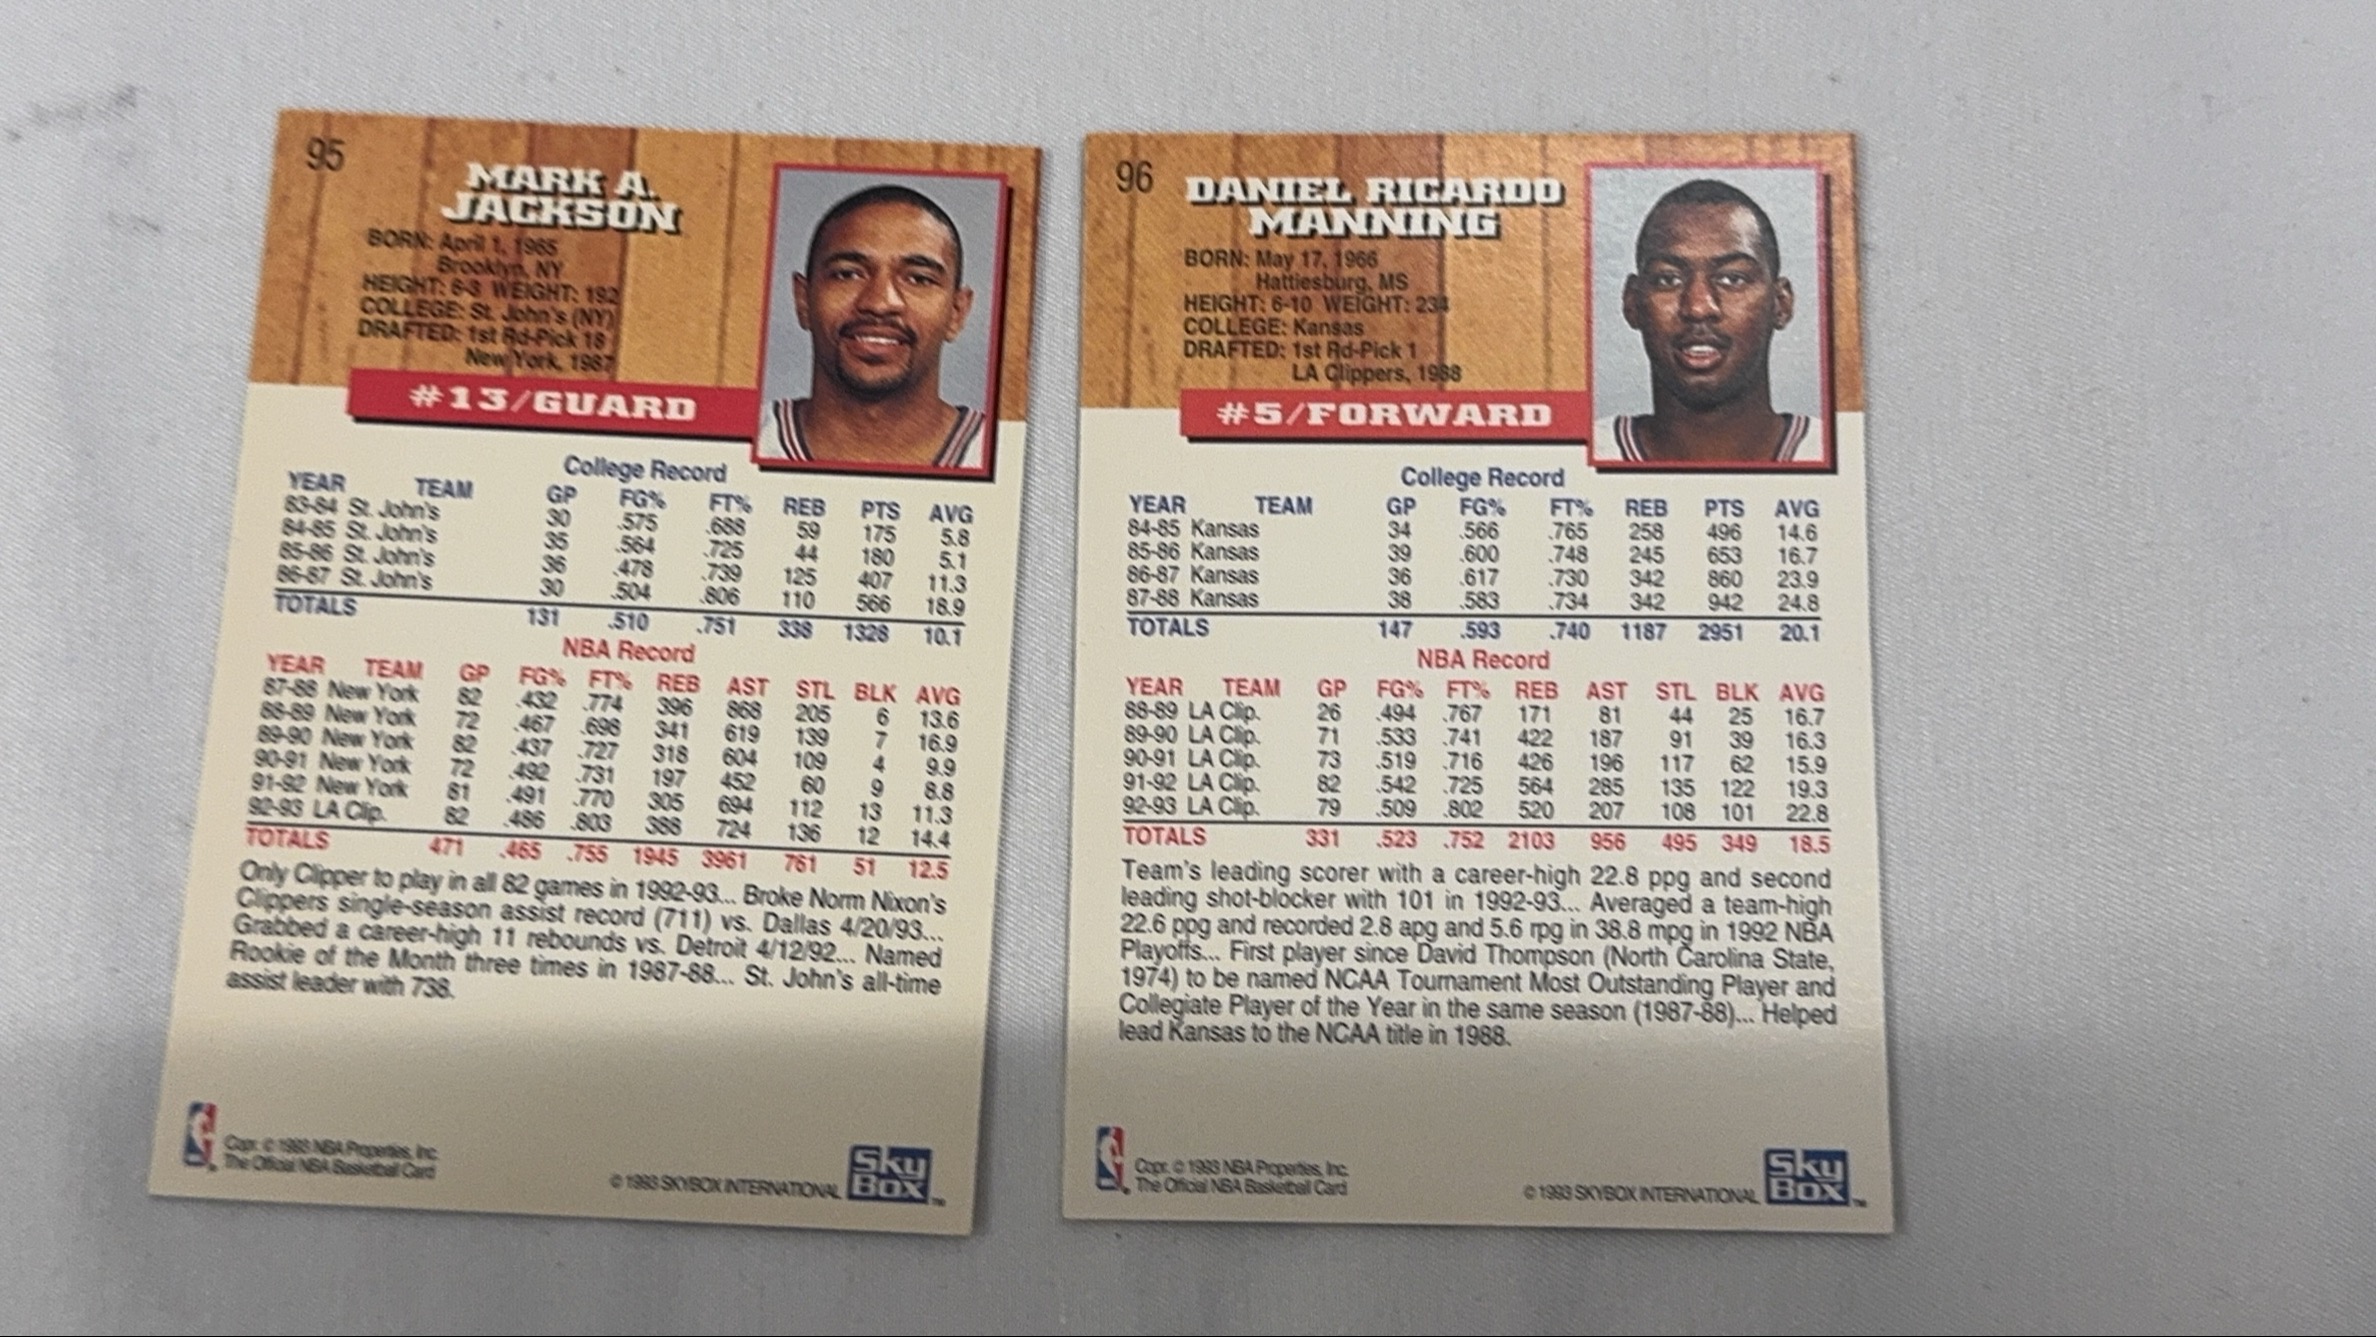 95
MARK A.
JACKSON
BORN: April 1, 1965
Brooklyn, NY
HEIGHT: 6-3 WEIGHT: 192
COLLEGE: St. John's (NY)
DRAFTED: 1st Rd-Pick 18
New York, 1987
#13/GUARD
College Record
YEAR TEAM GP FG% FT% REB PTS AVG
83-84 St. John's 30 .575 .688 59 175 5.8
84-85 St. John's 35 .564 .725 44 180 5.1
85-86 St. John's 36 .478 .739 125 407 11.3
86-87 St. John's 30 .504 .806 110 566 18.9
TOTALS 131 .510 .751 338 1328 10.1
NBA Record
YEAR TEAM GP FG% FT% REB AST STL BLK AVG
87-88 New York 82 .432 .774 396 868 205 6 13.6
88-89 New York 72 .467 .698 341 619 139 7 16.9
89-90 New York 82 .437 .727 318 604 109 4 9.9
90-91 New York 72 .492 .731 197 452 60 9 8.8
91-92 New York 81 .491 .770 305 694 112 13 11.3
92-93 LA Clip. 82 .486 .803 388 724 136 12 14.4
TOTALS 471 .465 .755 1945 3961 761 51 12.5
Only Clipper to play in all 82 games in 1992-93... Broke Norm Nixon's
Clippers single-season assist record (711) vs. Dallas 4/20/93...
Grabbed a career-high 11 rebounds vs. Detroit 4/12/92... Named
Rookie of the Month three times in 1987-88... St. John's all-time
assist leader with 738.
Copr. © 1993 NBA Properties, Inc.
The Official NBA Basketball Card
© 1993 SKYBOX INTERNATIONAL
Sky
BOX ™
96
DANIEL RICARDO
MANNING
BORN: May 17, 1966
Hattiesburg, MS
HEIGHT: 6-10 WEIGHT: 234
COLLEGE: Kansas
DRAFTED: 1st Rd-Pick 1
LA Clippers, 1988
#5/FORWARD
College Record
YEAR TEAM GP FG% FT% REB PTS AVG
84-85 Kansas 34 .566 .765 258 496 14.6
85-86 Kansas 39 .600 .748 245 653 16.7
86-87 Kansas 36 .617 .730 342 860 23.9
87-88 Kansas 38 .583 .734 342 942 24.8
TOTALS 147 .593 .740 1187 2951 20.1
NBA Record
YEAR TEAM GP FG% FT% REB AST STL BLK AVG
88-89 LA Clip. 26 .494 .767 171 81 44 25 16.7
89-90 LA Clip. 71 .533 .741 422 187 91 39 16.3
90-91 LA Clip. 73 .519 .716 426 196 117 62 15.9
91-92 LA Clip. 82 .542 .725 564 285 135 122 19.3
92-93 LA Clip. 79 .509 .802 520 207 108 101 22.8
TOTALS 331 .523 .752 2103 956 495 349 18.5
Team's leading scorer with a career-high 22.8 ppg and second
leading shot-blocker with 101 in 1992-93... Averaged a team-high
22.6 ppg and recorded 2.8 apg and 5.6 rpg in 38.8 mpg in 1992 NBA
Playoffs... First player since David Thompson (North Carolina State,
1974) to be named NCAA Tournament Most Outstanding Player and
Collegiate Player of the Year in the same season (1987-88)... Helped
lead Kansas to the NCAA title in 1988.
Copr. © 1993 NBA Properties, Inc.
The Official NBA Basketball Card
© 1993 SKYBOX INTERNATIONAL
Sky
BOX ™